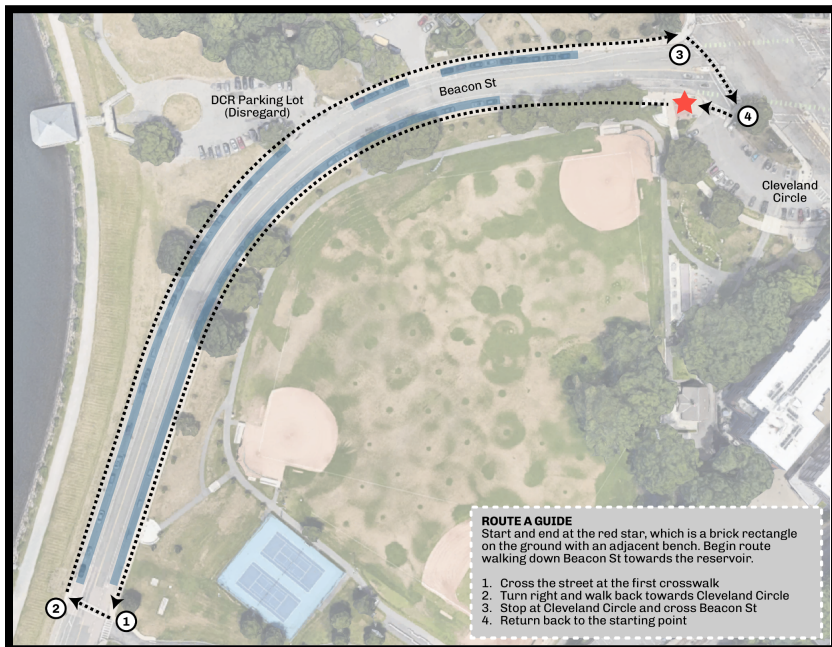 3
Beacon St
DCR Parking Lot
(Disregard)
4
Cleveland
Circle
ROUTE A GUIDE
Start and end at the red star, which is a brick rectangle
on the ground with an adjacent bench. Begin route
walking down Beacon St towards the reservoir.
1. Cross the street at the first crosswalk
2. Turn right and walk back towards Cleveland Circle
3. Stop at Cleveland Circle and cross Beacon St
4. Return back to the starting point
2
1